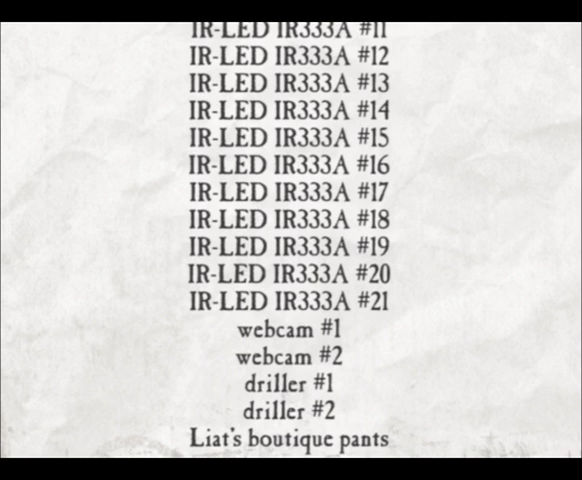 IR-LED IR333A #11
IR-LED IR333A #12
IR-LED IR333A #13
IR-LED IR333A #14
IR-LED IR333A #15
IR-LED IR333A #16
IR-LED IR333A #17
IR-LED IR333A #18
IR-LED IR333A #19
IR-LED IR333A #20
IR-LED IR333A #21
webcam #1
webcam #2
driller #1
driller #2
Liat's boutique pants